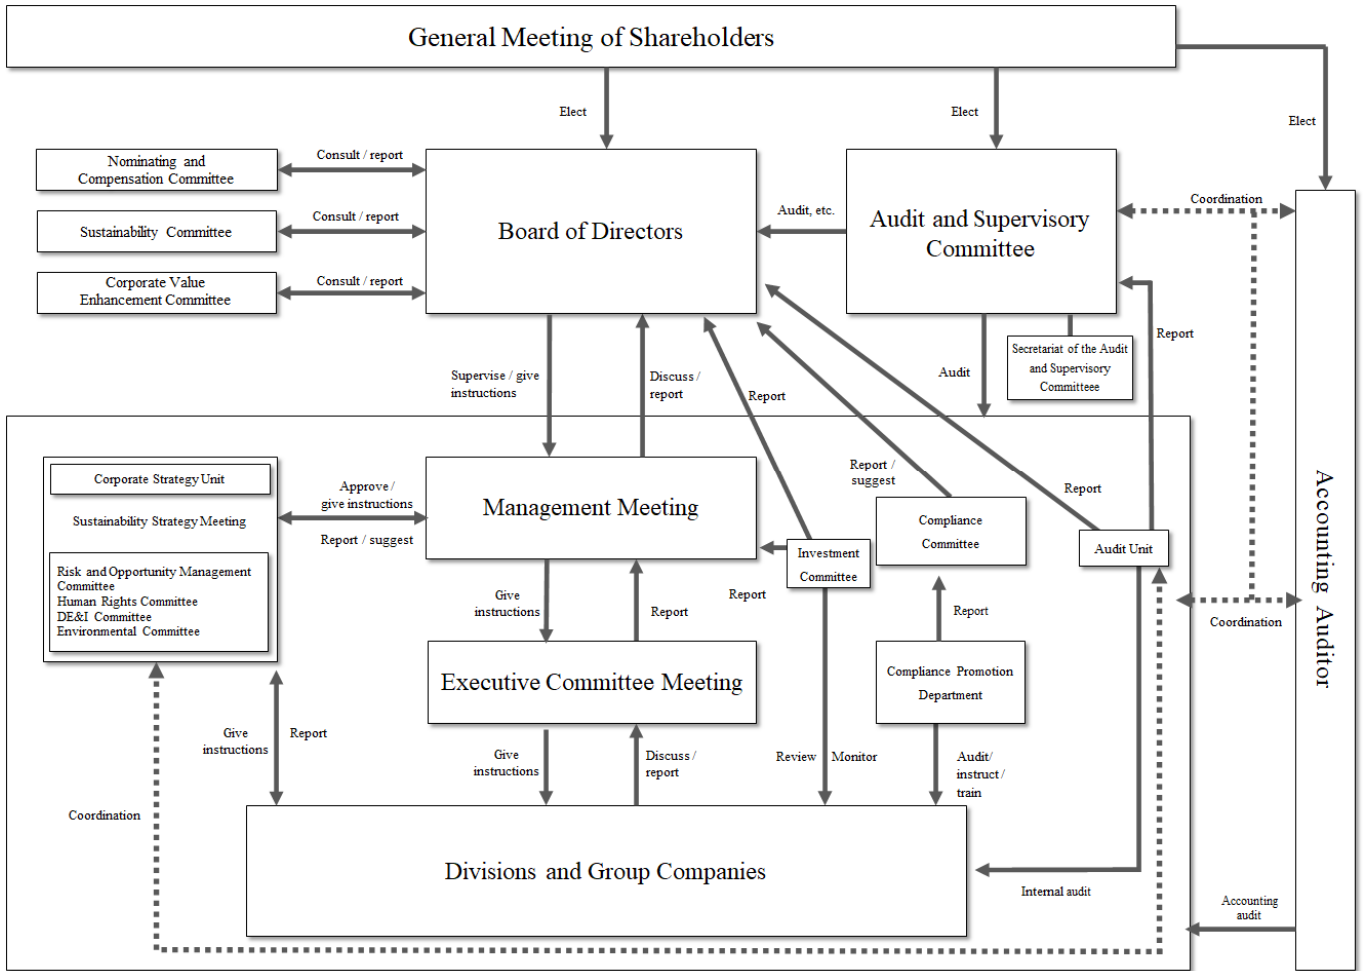 General Meeting of Shareholders
Elect
Elect
Elect
Nominating and
Compensation Committee
Consult / report
Sustainability Committee
Consult / report
Corporate Value
Enhancement Committee
Consult / report
Board of Directors
Audit, etc.
Audit and Supervisory
Committee
Coordination
Report
Secretariat of the Audit
and Supervisory
Committeee
Audit
Supervise / give
instructions
Discuss /
report
Report
Report /
suggest
Report
Corporate Strategy Unit
Sustainability Strategy Meeting
Risk and Opportunity Management
Committee
Human Rights Committee
DE&I Committee
Environmental Committee
Approve /
give instructions
Report / suggest
Management Meeting
Investment
Committee
Report
Compliance
Committee
Audit Unit
Coordination
Accounting Auditor
Give
instructions
Report
Report
Executive Committee Meeting
Compliance Promotion
Department
Give
instructions
Report
Give
instructions
Discuss /
report
Review
Monitor
Audit/
instruct /
train
Coordination
Divisions and Group Companies
Internal audit
Accounting
audit